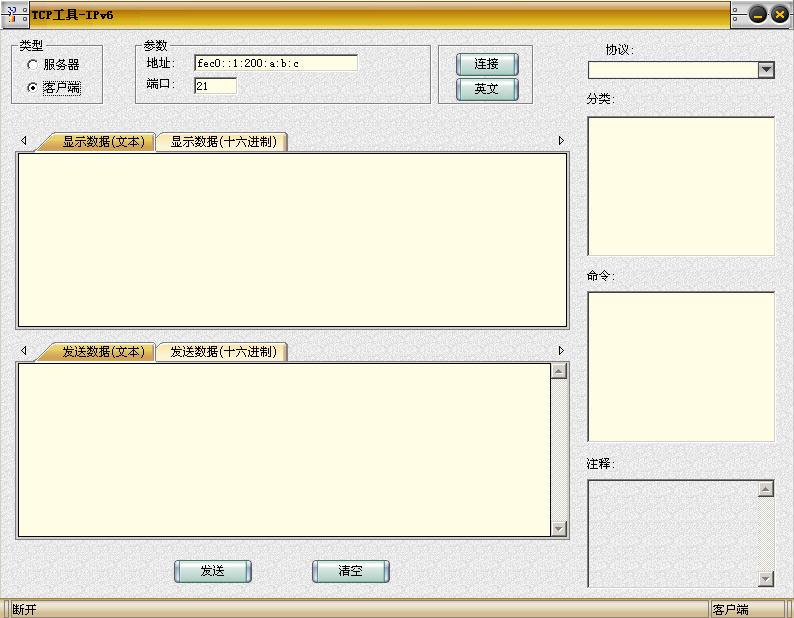 TCP工具-IPv6
类型
服务器
客户端
参数
地址: fec0::1:200:a:b:c
端口: 21
连接
英文
协议:
分类:
显示数据(文本) 显示数据(十六进制)
命令:
发送数据(文本) 发送数据(十六进制)
注释:
发送 清空
断开 客户端